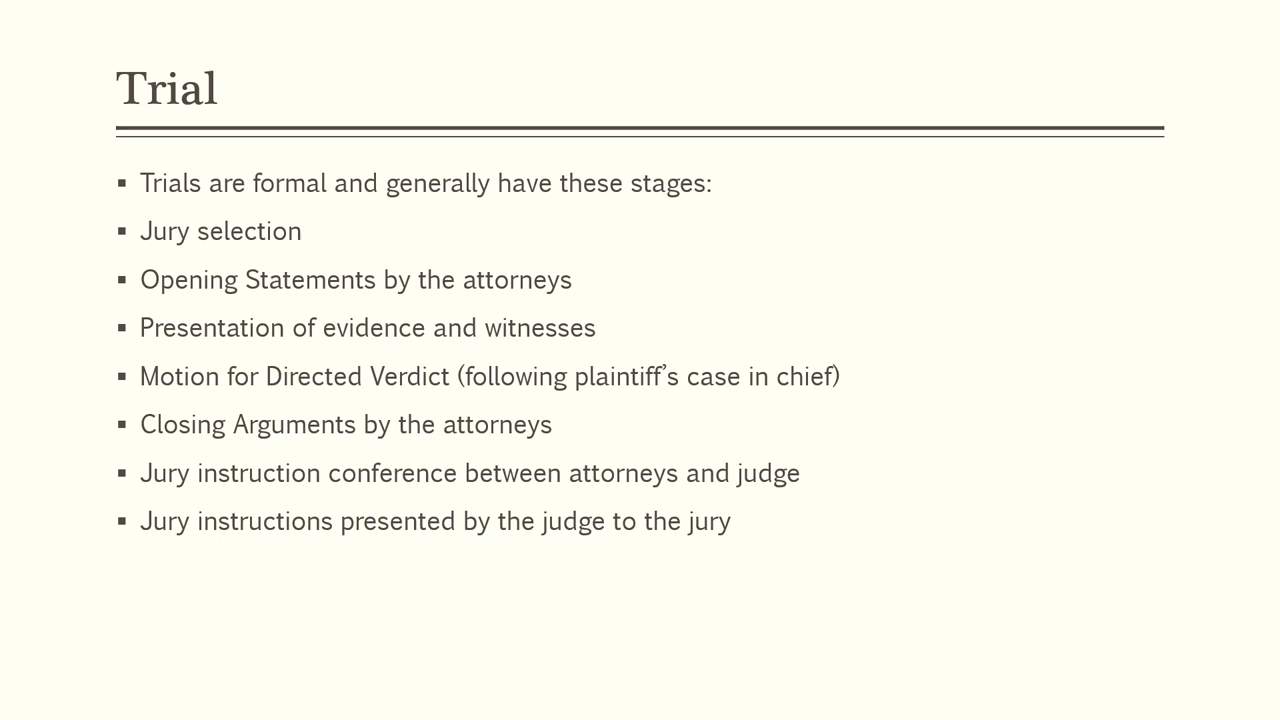 Trial
▪ Trials are formal and generally have these stages:
▪ Jury selection
▪ Opening Statements by the attorneys
▪ Presentation of evidence and witnesses
▪ Motion for Directed Verdict (following plaintiff’s case in chief)
▪ Closing Arguments by the attorneys
▪ Jury instruction conference between attorneys and judge
▪ Jury instructions presented by the judge to the jury